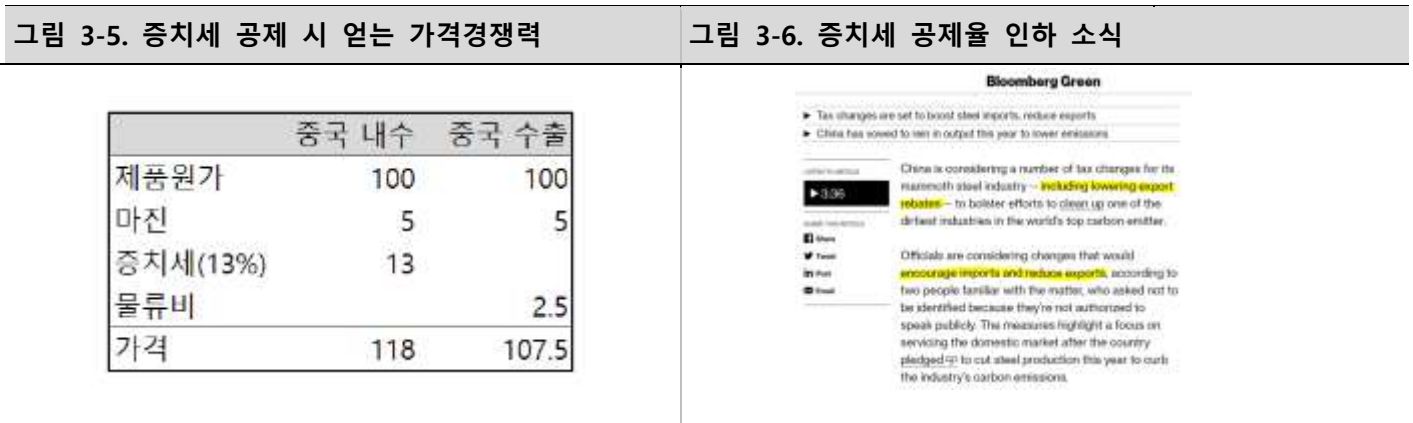 그림 3-5. 증치세 공제 시 얻는 가격경쟁력
중국 내수 중국 수출
제품원가 100 100
마진 5 5
증치세(13%) 13
물류비 2.5
가격 118 107.5
그림 3-6. 증치세 공제율 인하 소식
Bloomberg Green
► Tax changes are set to boost steel imports, reduce exports
► China has vowed to rein in output this year to lower emissions
►3:36
Share
Tweet
Post
Email
China is considering a number of tax changes for its
mammoth steel industry -- including lowering export
rebates -- to bolster efforts to clean up one of the
dirtiest industries in the world's top carbon emitter.
Officials are considering changes that would
encourage imports and reduce exports, according to
two people familiar with the matter, who asked not to
be identified because they're not authorized to
speak publicly. The measures highlight a focus on
servicing the domestic market after the country
pledged to cut steel production this year to curb
the industry's carbon emissions.